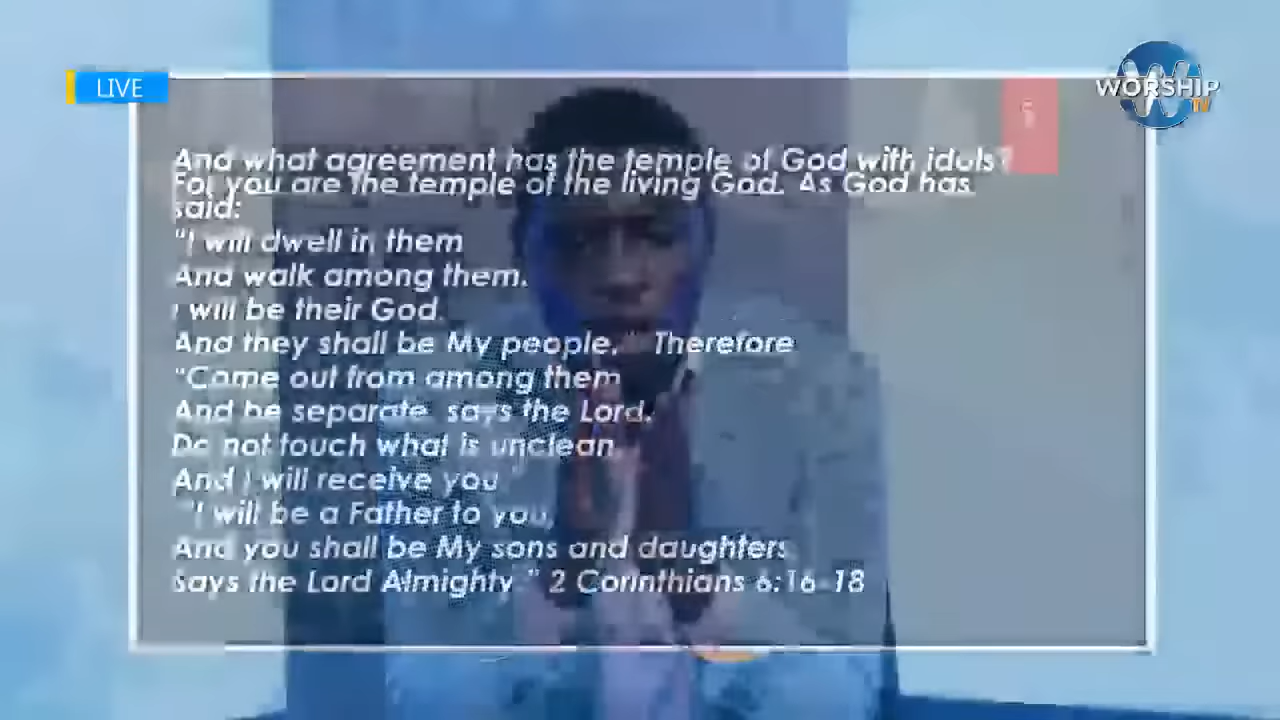 LIVE
WORSHIP
TV
5
And what agreement has the temple of God with idols?
For you are the temple of the living God. As God has
said:
"I will dwell in them
And walk among them.
I will be their God.
And they shall be My people." Therefore
"Come out from among them
And be separate, says the Lord.
Do not touch what is unclean,
And I will receive you"
"I will be a Father to you,
And you shall be My sons and daughters
Says the Lord Almighty." 2 Corinthians 6:16-18